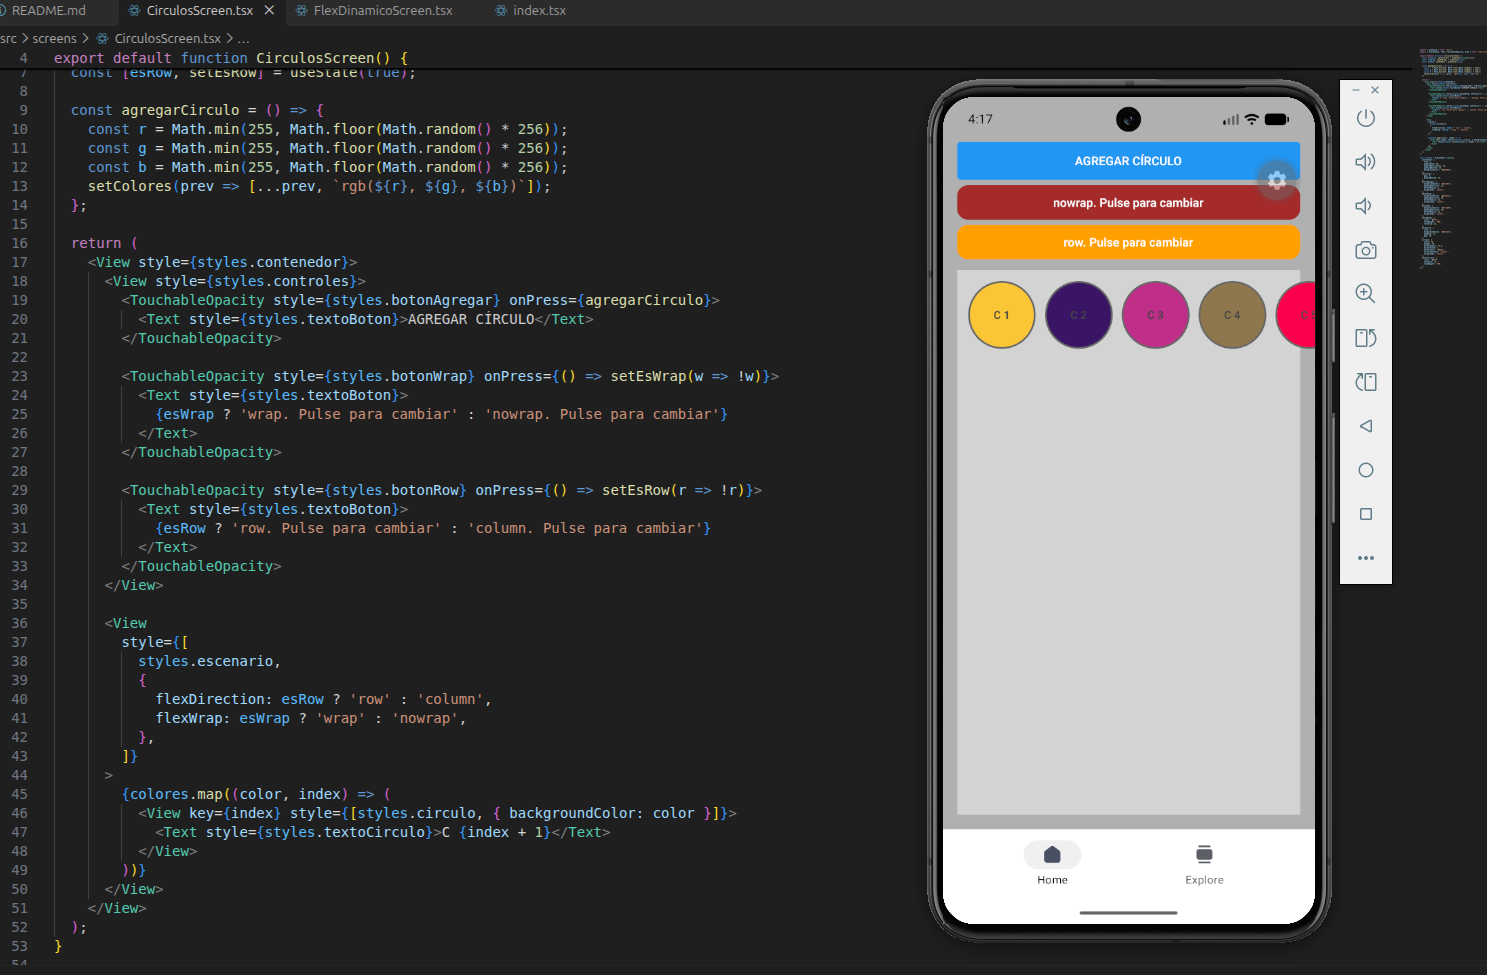 README.md
CirculosScreen.tsx
FlexDinamicoScreen.tsx
index.tsx
src > screens > CirculosScreen.tsx > ...
4 export default function CirculosScreen() {
7 const [esRow, setEsRow] = useState(true);
8
9 const agregarCirculo = () => {
10 const r = Math.min(255, Math.floor(Math.random() * 256));
11 const g = Math.min(255, Math.floor(Math.random() * 256));
12 const b = Math.min(255, Math.floor(Math.random() * 256));
13 setColores(prev => [...prev, `rgb(${r}, ${g}, ${b})`]);
14 };
15
16 return (
17 <View style={styles.contenedor}>
18 <View style={styles.controles}>
19 <TouchableOpacity style={styles.botonAgregar} onPress={agregarCirculo}>
20 <Text style={styles.textoBoton}>AGREGAR CÍRCULO</Text>
21 </TouchableOpacity>
22
23 <TouchableOpacity style={styles.botonWrap} onPress={() => setEsWrap(w => !w)}>
24 <Text style={styles.textoBoton}>
25 {esWrap ? 'wrap. Pulse para cambiar' : 'nowrap. Pulse para cambiar'}
26 </Text>
27 </TouchableOpacity>
28
29 <TouchableOpacity style={styles.botonRow} onPress={() => setEsRow(r => !r)}>
30 <Text style={styles.textoBoton}>
31 {esRow ? 'row. Pulse para cambiar' : 'column. Pulse para cambiar'}
32 </Text>
33 </TouchableOpacity>
34 </View>
35
36 <View
37 style={[
38 styles.escenario,
39 {
40 flexDirection: esRow ? 'row' : 'column',
41 flexWrap: esWrap ? 'wrap' : 'nowrap',
42 },
43 ]}
44 >
45 {colores.map((color, index) => (
46 <View key={index} style={[styles.circulo, { backgroundColor: color }]}>
47 <Text style={styles.textoCirculo}>C {index + 1}</Text>
48 </View>
49 ))}
50 </View>
51 </View>
52 );
53 }
54
4:17
AGREGAR CÍRCULO
nowrap. Pulse para cambiar
row. Pulse para cambiar
C 1
C 2
C 3
C 4
C 5
Home
Explore